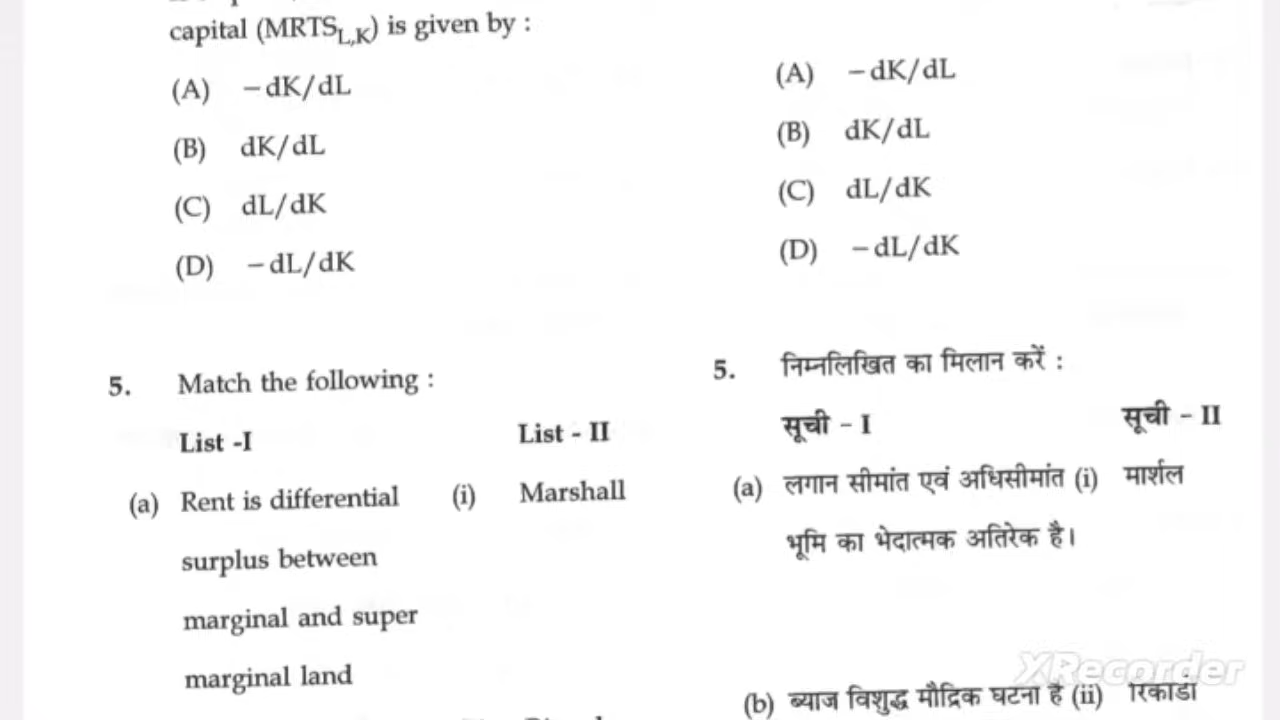 capital (MRTS_L,K) is given by :
(A) – dK/dL
(B) dK/dL
(C) dL/dK
(D) – dL/dK
5. Match the following :
List -I List - II
(a) Rent is differential (i) Marshall
surplus between
marginal and super
marginal land
(A) – dK/dL
(B) dK/dL
(C) dL/dK
(D) – dL/dK
5. निम्नलिखित का मिलान करें :
सूची - I सूची - II
(a) लगान सीमांत एवं अधिसीमांत (i) मार्शल
भूमि का भेदात्मक अतिरेक है।
(b) ब्याज विशुद्ध मौद्रिक घटना है (ii) रिकार्डो
XRecorder